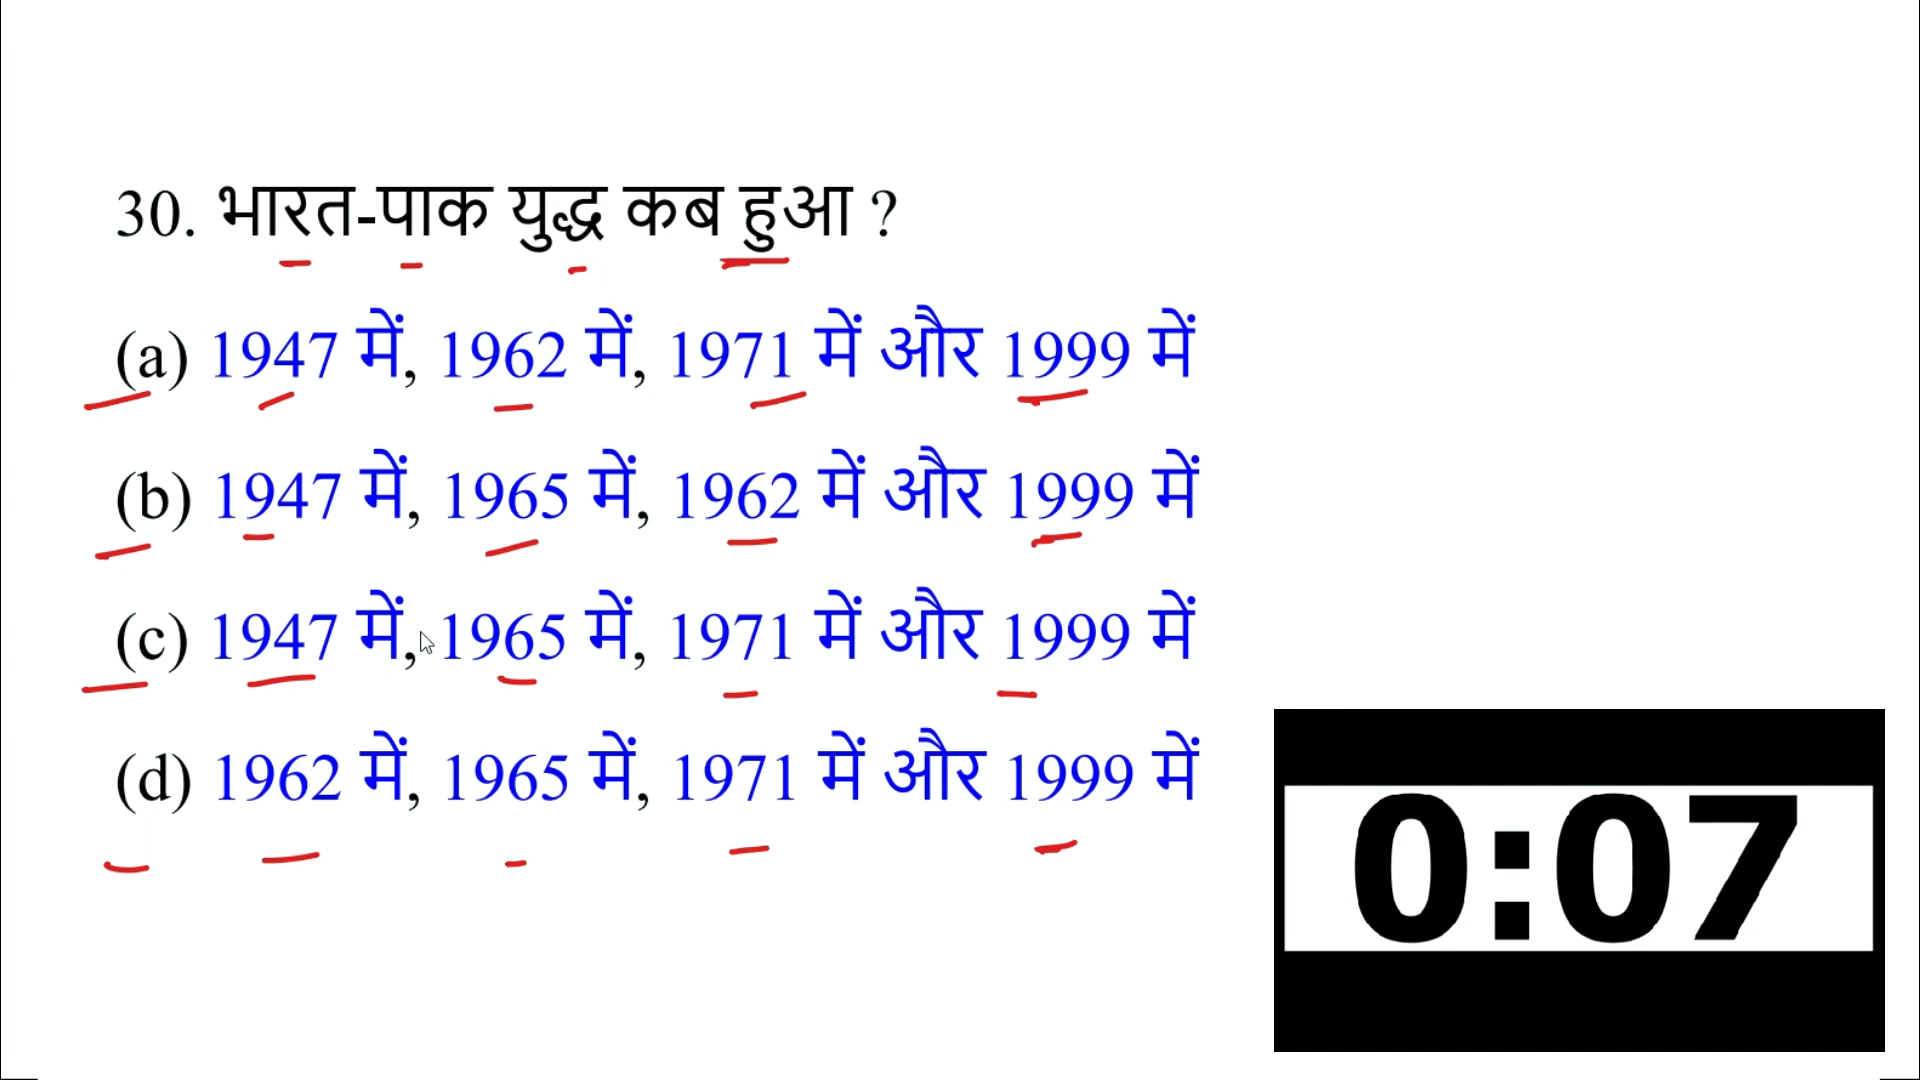 30. भारत-पाक युद्ध कब हुआ ?
(a) 1947 में, 1962 में, 1971 में और 1999 में
(b) 1947 में, 1965 में, 1962 में और 1999 में
(c) 1947 में, 1965 में, 1971 में और 1999 में
(d) 1962 में, 1965 में, 1971 में और 1999 में
0:07